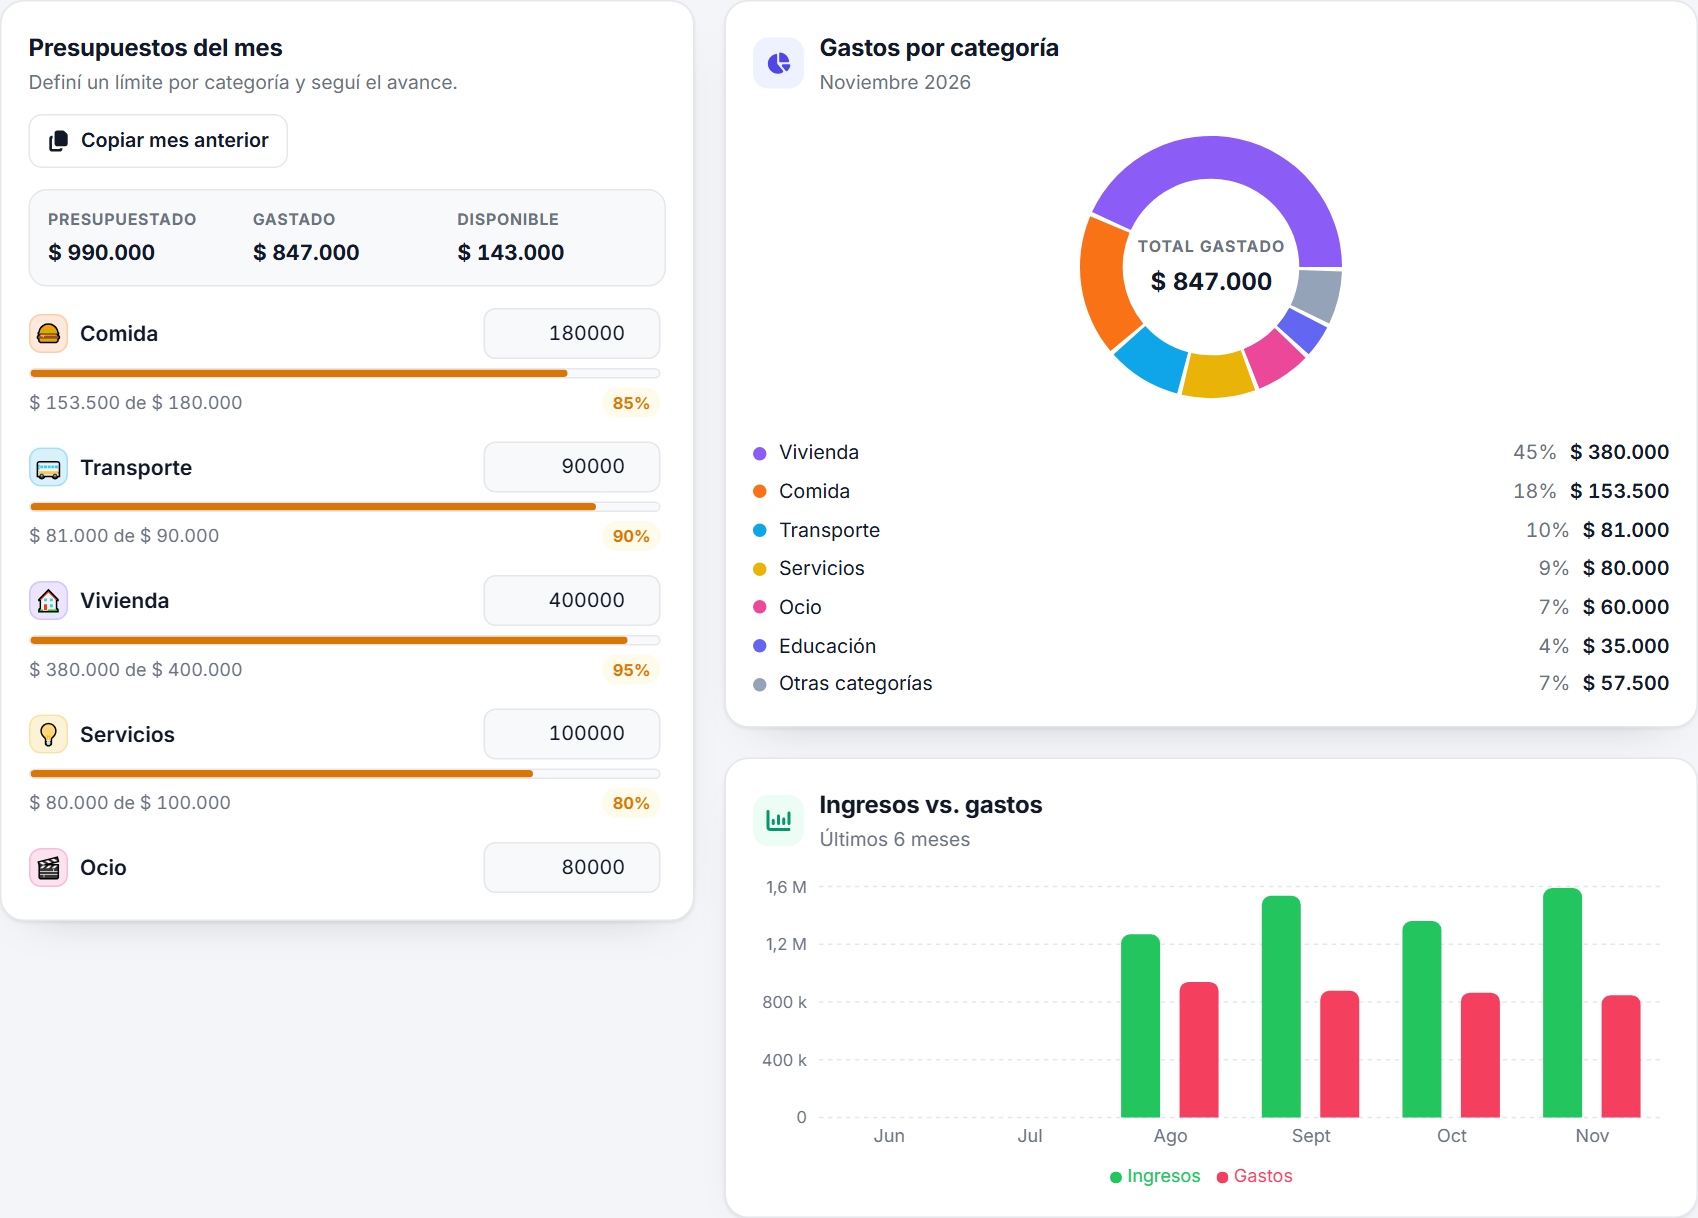 Presupuestos del mes
Definí un límite por categoría y seguí el avance.
Copiar mes anterior
PRESUPUESTADO GASTADO DISPONIBLE
$ 990.000 $ 847.000 $ 143.000
Comida 180000
$ 153.500 de $ 180.000 85%
Transporte 90000
$ 81.000 de $ 90.000 90%
Vivienda 400000
$ 380.000 de $ 400.000 95%
Servicios 100000
$ 80.000 de $ 100.000 80%
Ocio 80000
Gastos por categoría
Noviembre 2026
TOTAL GASTADO
$ 847.000
Vivienda 45% $ 380.000
Comida 18% $ 153.500
Transporte 10% $ 81.000
Servicios 9% $ 80.000
Ocio 7% $ 60.000
Educación 4% $ 35.000
Otras categorías 7% $ 57.500
Ingresos vs. gastos
Últimos 6 meses
1,6 M
1,2 M
800 k
400 k
0
Jun Jul Ago Sept Oct Nov
Ingresos Gastos